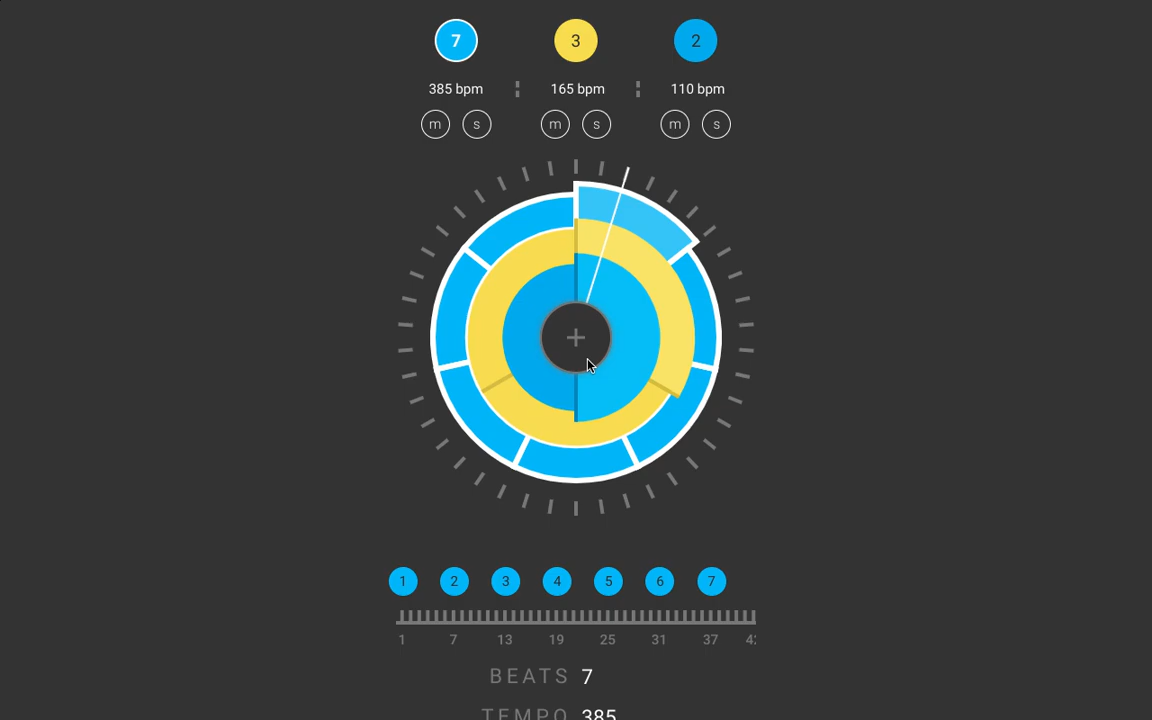 7 3 2
385 bpm 165 bpm 110 bpm
m s m s m s
1 2 3 4 5 6 7
1 7 13 19 25 31 37
BEATS 7
TEMPO 385